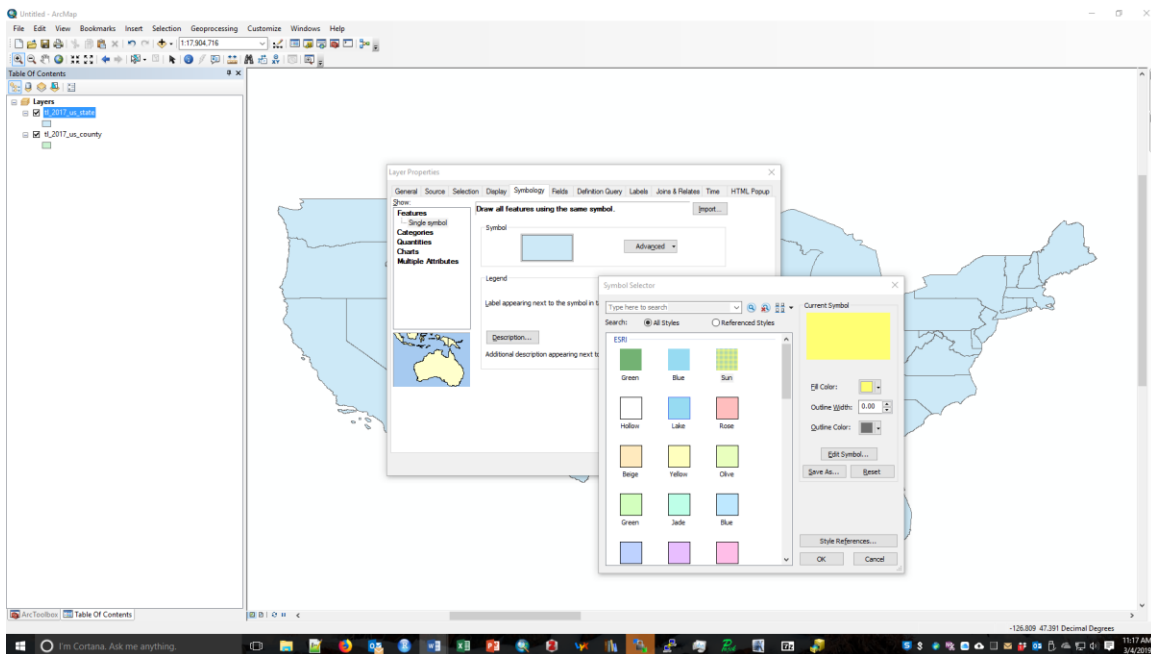 Untitled - ArcMap
File Edit View Bookmarks Insert Selection Geoprocessing Customize Windows Help
1:17,904,716
Table Of Contents
Layers
tl_2017_us_state
tl_2017_us_county
Layer Properties
General Source Selection Display Symbology Fields Definition Query Labels Joins & Relates Time HTML Popup
Show:
Features
Single symbol
Categories
Quantities
Charts
Multiple Attributes
Draw all features using the same symbol.
Import...
Symbol
Advanced
Legend
Label appearing next to the symbol in t
Description...
Additional description appearing next to
Symbol Selector
Type here to search
Search: All Styles Referenced Styles
ESRI
Green Blue Sun
Hollow Lake Rose
Beige Yellow Olive
Green Jade Blue
Current Symbol
Fill Color:
Outline Width: 0.00
Outline Color:
Edit Symbol...
Save As... Reset
Style References...
OK Cancel
ArcToolbox Table Of Contents
-126.809 47.391 Decimal Degrees
I'm Cortana. Ask me anything.
11:17 AM
3/4/2019